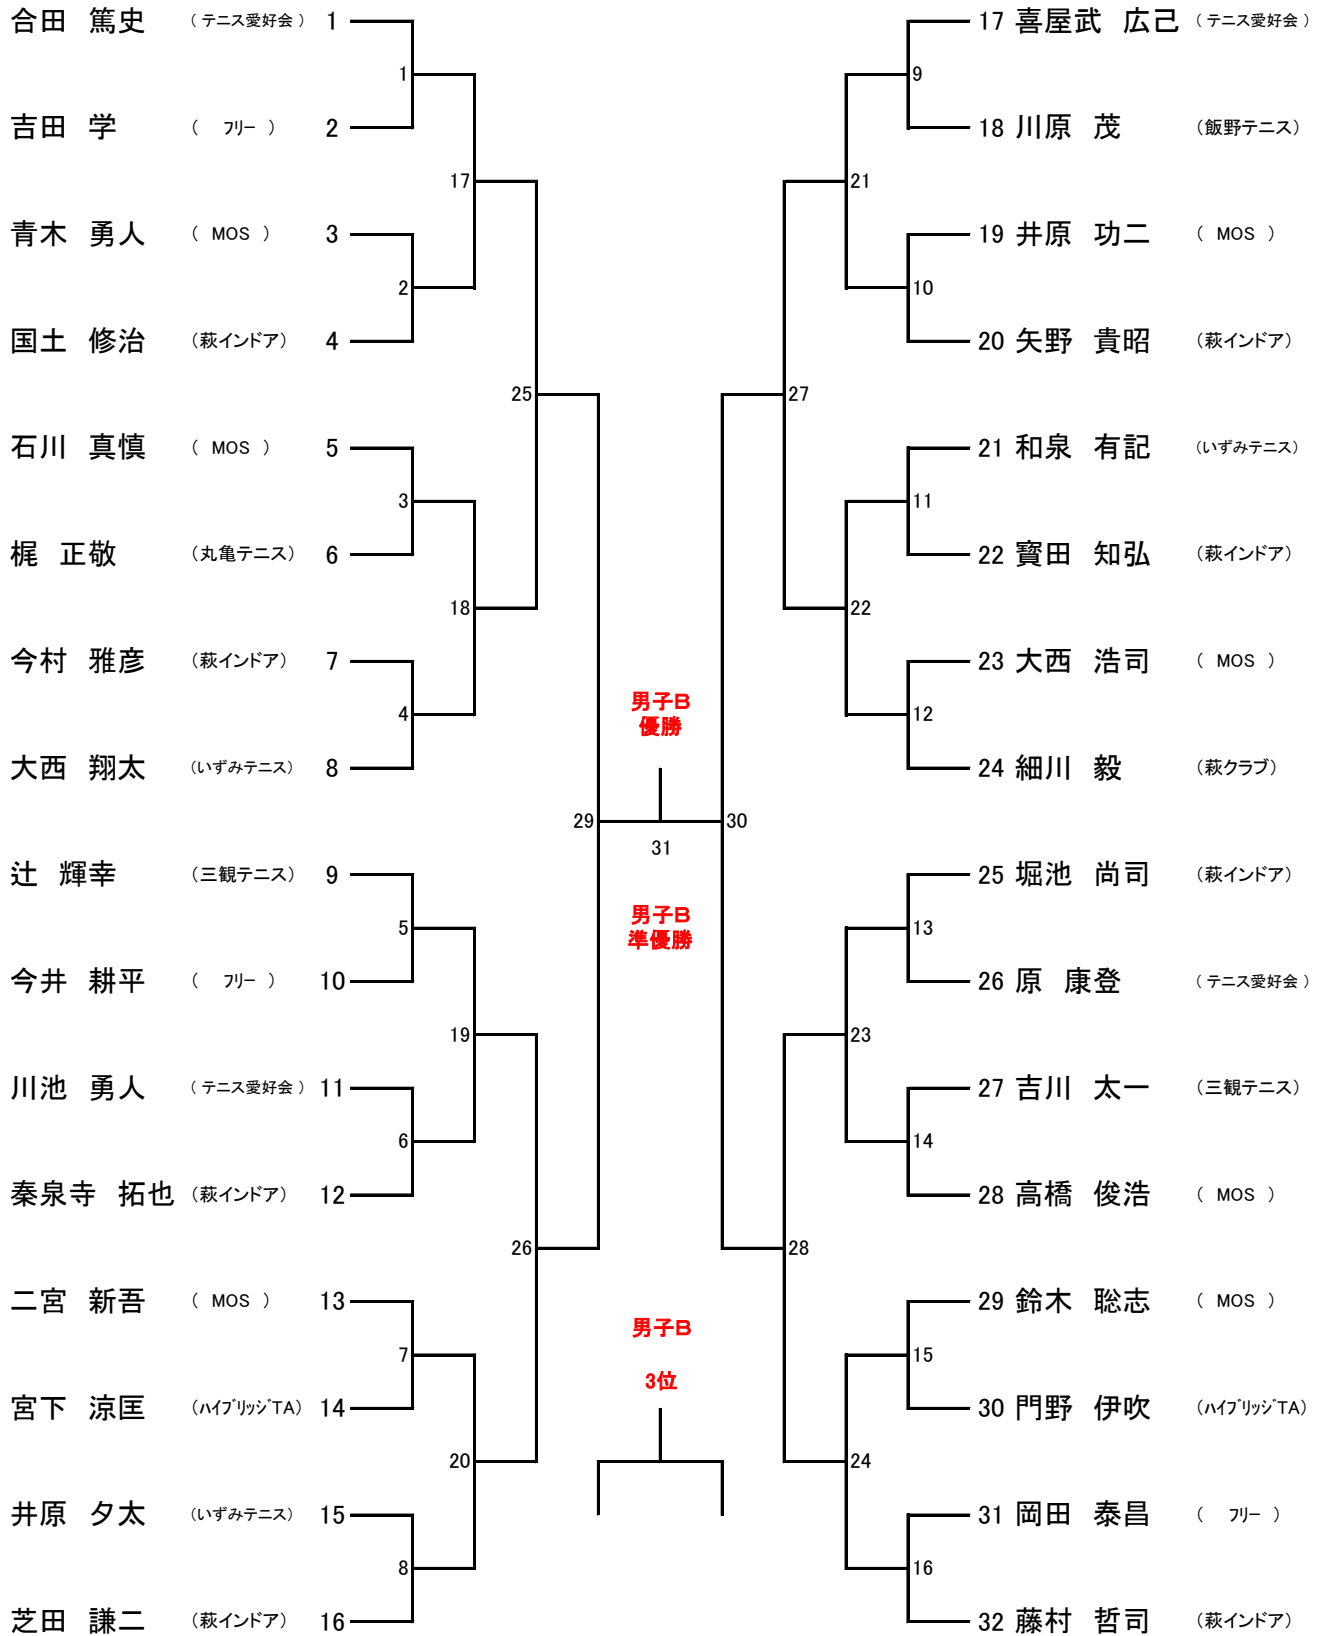 合田 篤史 （テニス愛好会） 1
1
吉田 学 （ フリー ） 2
17
青木 勇人 （ MOS ） 3
2
国土 修治 （萩インドア） 4
25
石川 真慎 （ MOS ） 5
3
梶 正敬 （丸亀テニス） 6
18
今村 雅彦 （萩インドア） 7
4
大西 翔太 （いずみテニス） 8
29
辻 輝幸 （三観テニス） 9
5
今井 耕平 （ フリー ） 10
19
川池 勇人 （テニス愛好会） 11
6
秦泉寺 拓也 （萩インドア） 12
26
二宮 新吾 （ MOS ） 13
7
宮下 涼匡 （ﾊｲﾌﾞﾘｯｼﾞTA） 14
20
井原 夕太 （いずみテニス） 15
8
芝田 謙二 （萩インドア） 16
男子B
優勝
31
男子B
準優勝
男子B
3位
17 喜屋武 広己 （テニス愛好会）
9
18 川原 茂 （飯野テニス）
21
19 井原 功二 （ MOS ）
10
20 矢野 貴昭 （萩インドア）
27
21 和泉 有記 （いずみテニス）
11
22 寶田 知弘 （萩インドア）
22
23 大西 浩司 （ MOS ）
12
24 細川 毅 （萩クラブ）
30
25 堀池 尚司 （萩インドア）
13
26 原 康登 （テニス愛好会）
23
27 吉川 太一 （三観テニス）
14
28 高橋 俊浩 （ MOS ）
28
29 鈴木 聡志 （ MOS ）
15
30 門野 伊吹 （ﾊｲﾌﾞﾘｯｼﾞTA）
24
31 岡田 泰昌 （ フリー ）
16
32 藤村 哲司 （萩インドア）